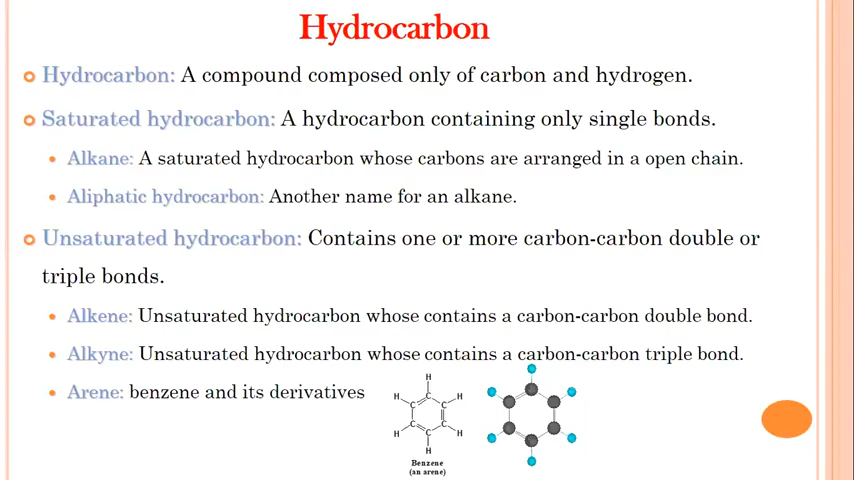 Hydrocarbon
Hydrocarbon: A compound composed only of carbon and hydrogen.
Saturated hydrocarbon: A hydrocarbon containing only single bonds.
Alkane: A saturated hydrocarbon whose carbons are arranged in a open chain.
Aliphatic hydrocarbon: Another name for an alkane.
Unsaturated hydrocarbon: Contains one or more carbon-carbon double or
triple bonds.
Alkene: Unsaturated hydrocarbon whose contains a carbon-carbon double bond.
Alkyne: Unsaturated hydrocarbon whose contains a carbon-carbon triple bond.
Arene: benzene and its derivatives
H
H C H
C C
C C
H C H
H
Benzene
(an arene)